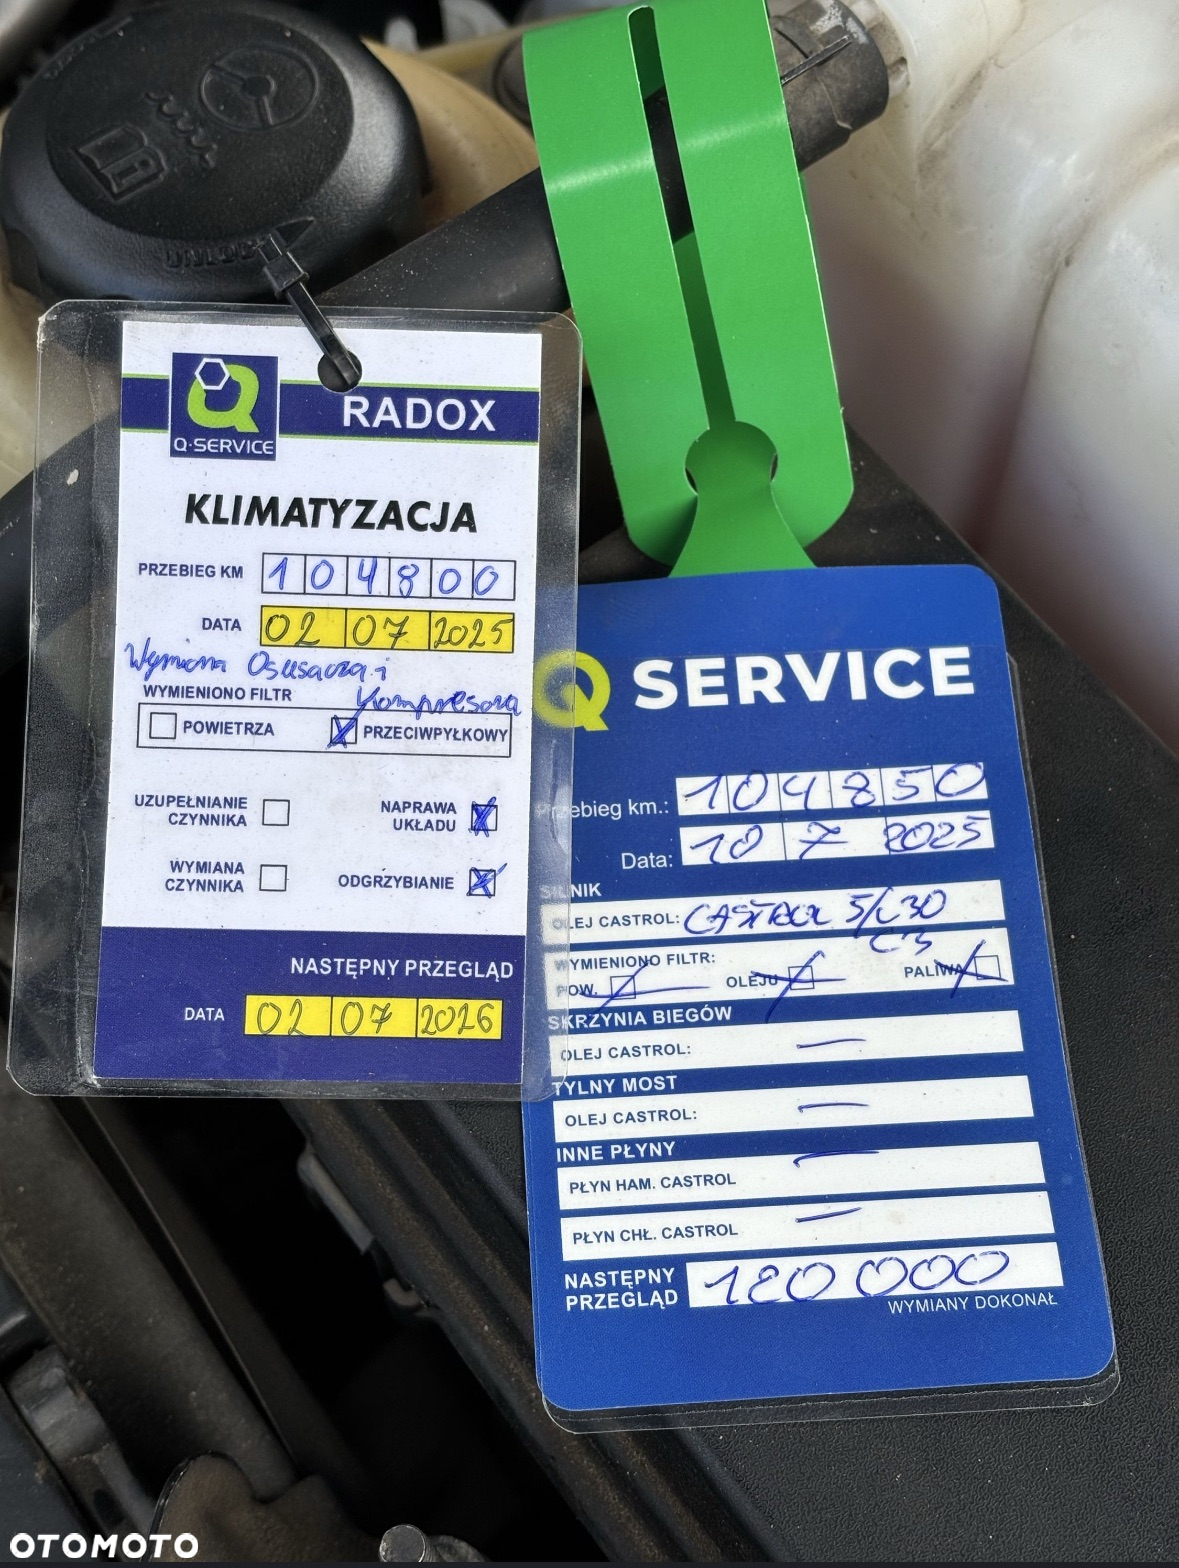 RADOX
Q-SERVICE
KLIMATYZACJA
PRZEBIEG KM 104800
DATA 02 07 2025
Wymiana Osuszacza i
Kompresora
WYMIENIONO FILTR
POWIETRZA PRZECIWPYŁKOWY
UZUPEŁNIANIE CZYNNIKA
NAPRAWA UKŁADU
WYMIANA CZYNNIKA
ODGRZYBIANIE
NASTĘPNY PRZEGLĄD
DATA 02 07 2026
Q SERVICE
Przebieg km.: 104850
Data: 10 7 2025
SILNIK
OLEJ CASTROL: CASTROL 5/L30
C3
WYMIENIONO FILTR:
POW. OLEJU PALIWA
SKRZYNIA BIEGÓW
OLEJ CASTROL: —
TYLNY MOST
OLEJ CASTROL: —
INNE PŁYNY
PŁYN HAM. CASTROL —
PŁYN CHŁ. CASTROL —
NASTĘPNY PRZEGLĄD 120000
WYMIANY DOKONAŁ
OTOMOTO